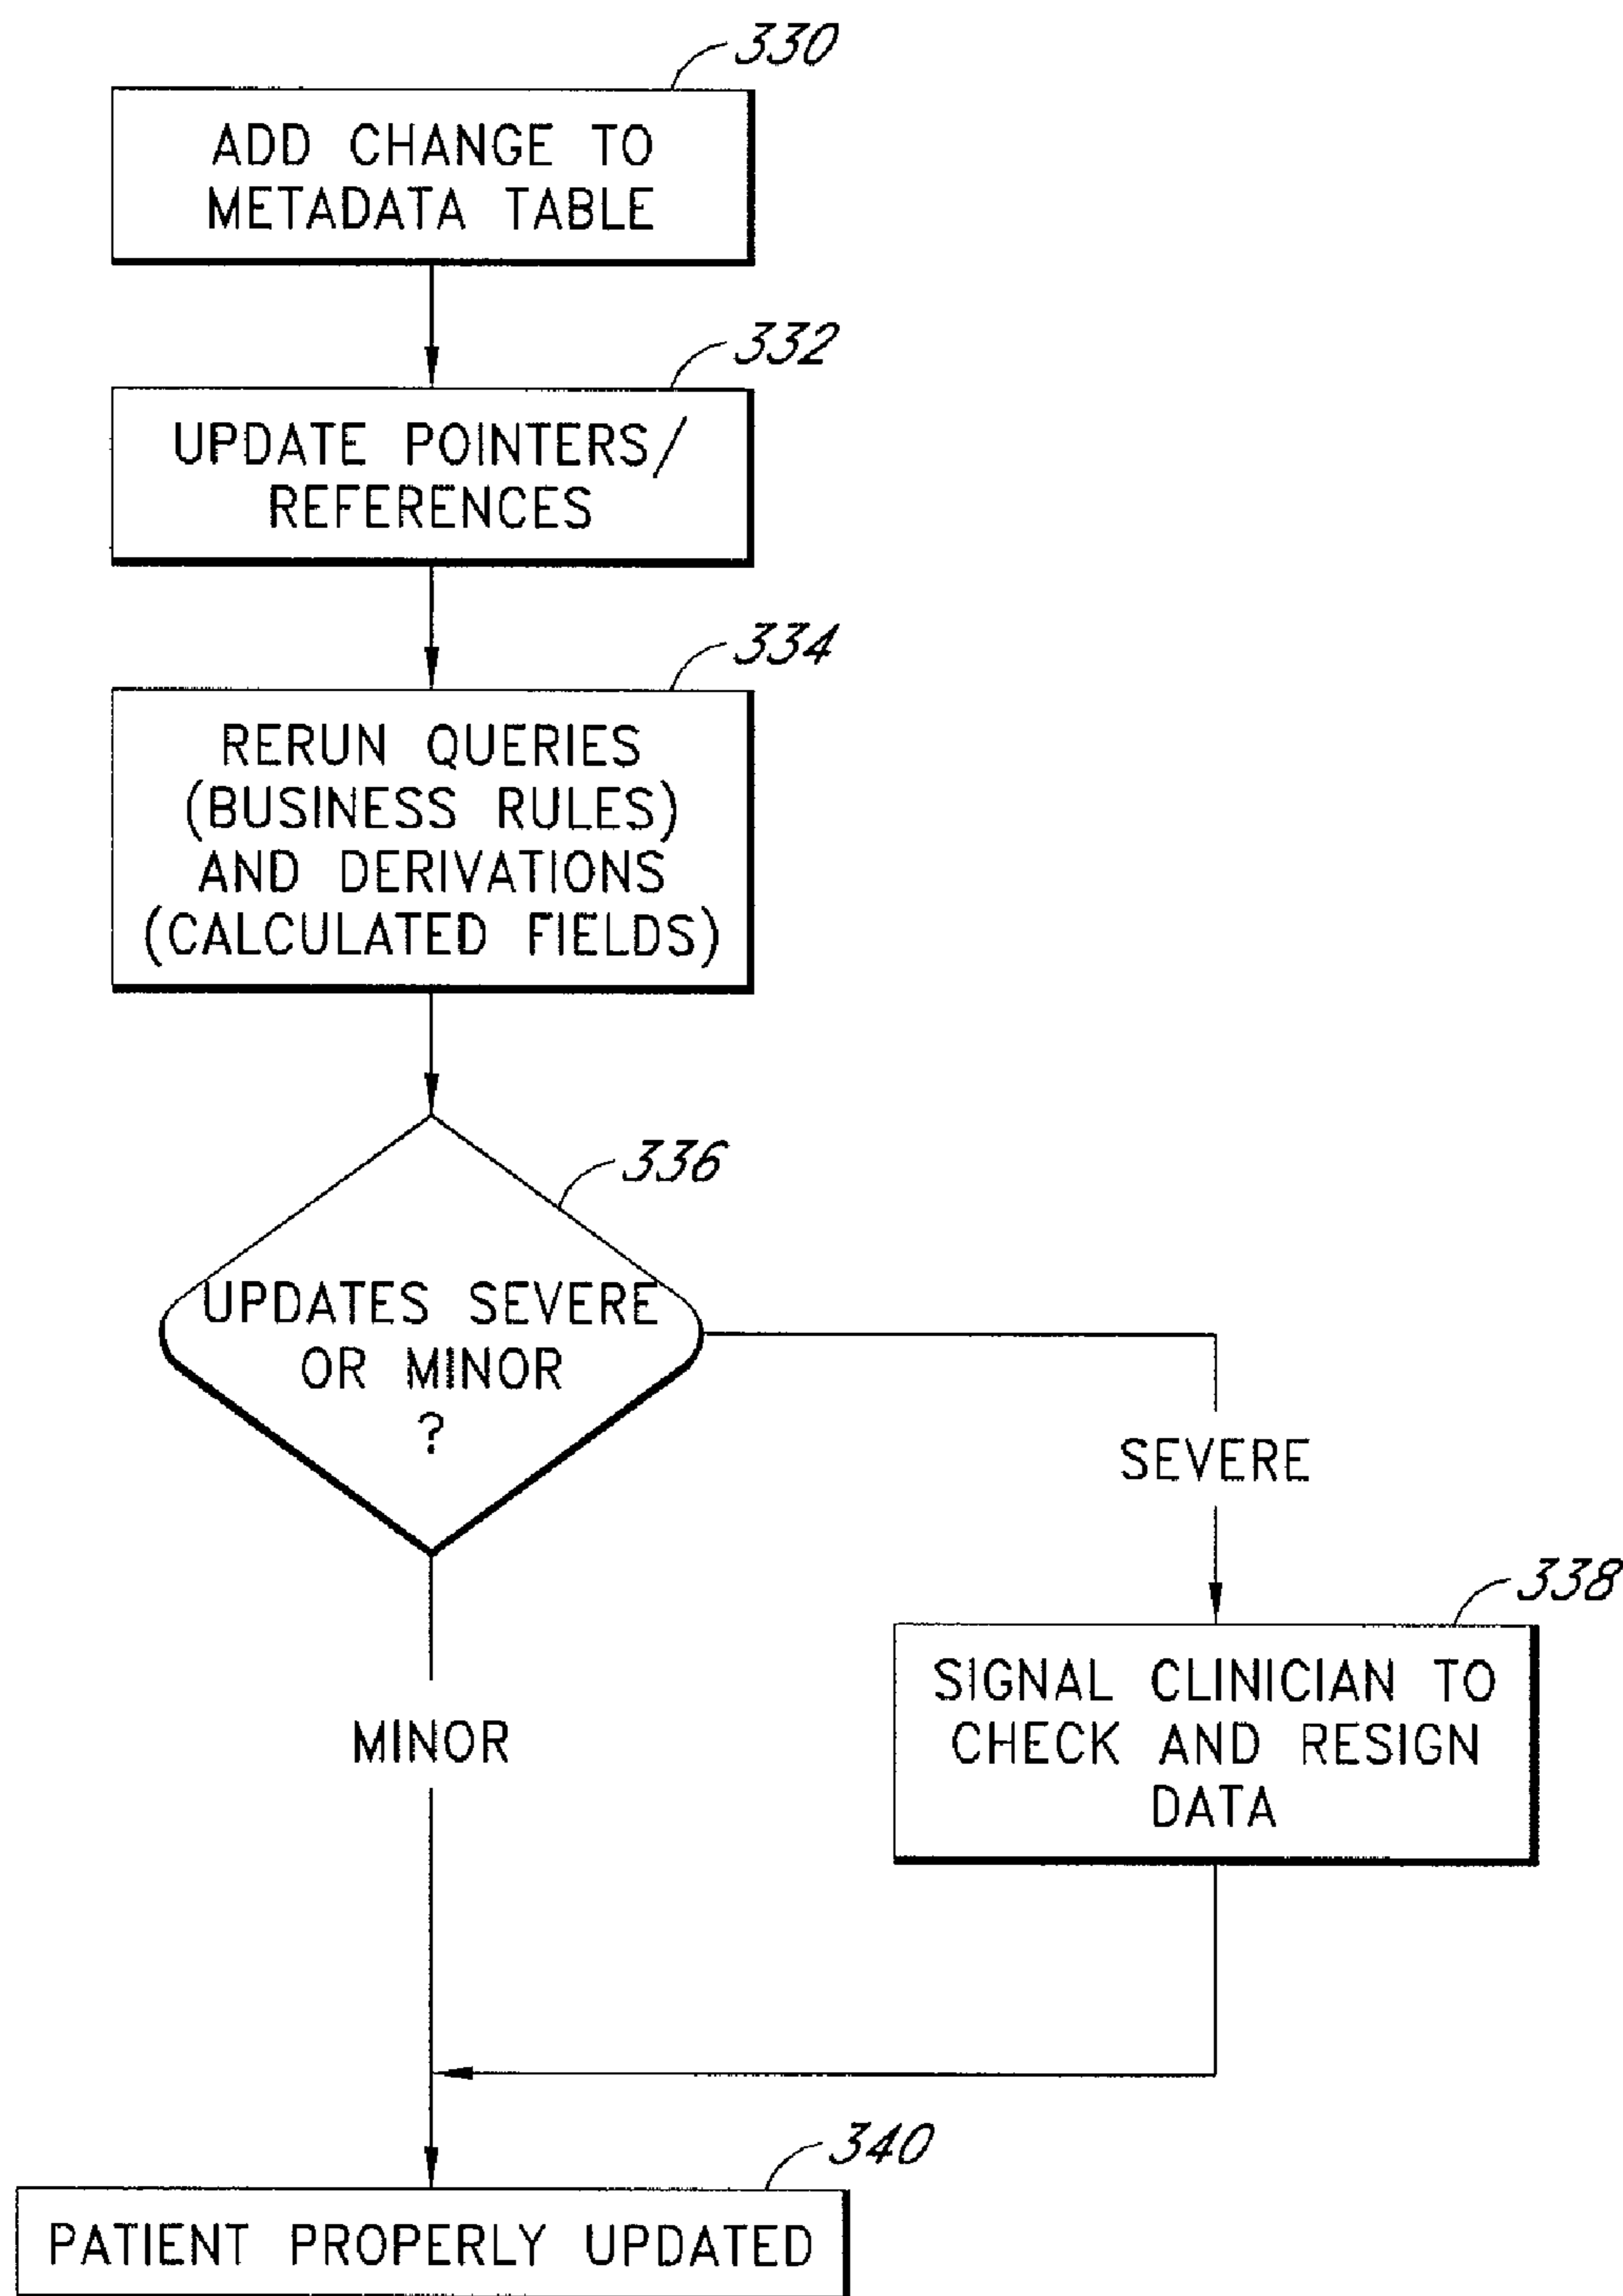 330
ADD CHANGE TO
METADATA TABLE
332
UPDATE POINTERS/
REFERENCES
334
RERUN QUERIES
(BUSINESS RULES)
AND DERIVATIONS
(CALCULATED FIELDS)
336
UPDATES SEVERE
OR MINOR
?
SEVERE
338
SIGNAL CLINICIAN TO
CHECK AND RESIGN
DATA
MINOR
340
PATIENT PROPERLY UPDATED